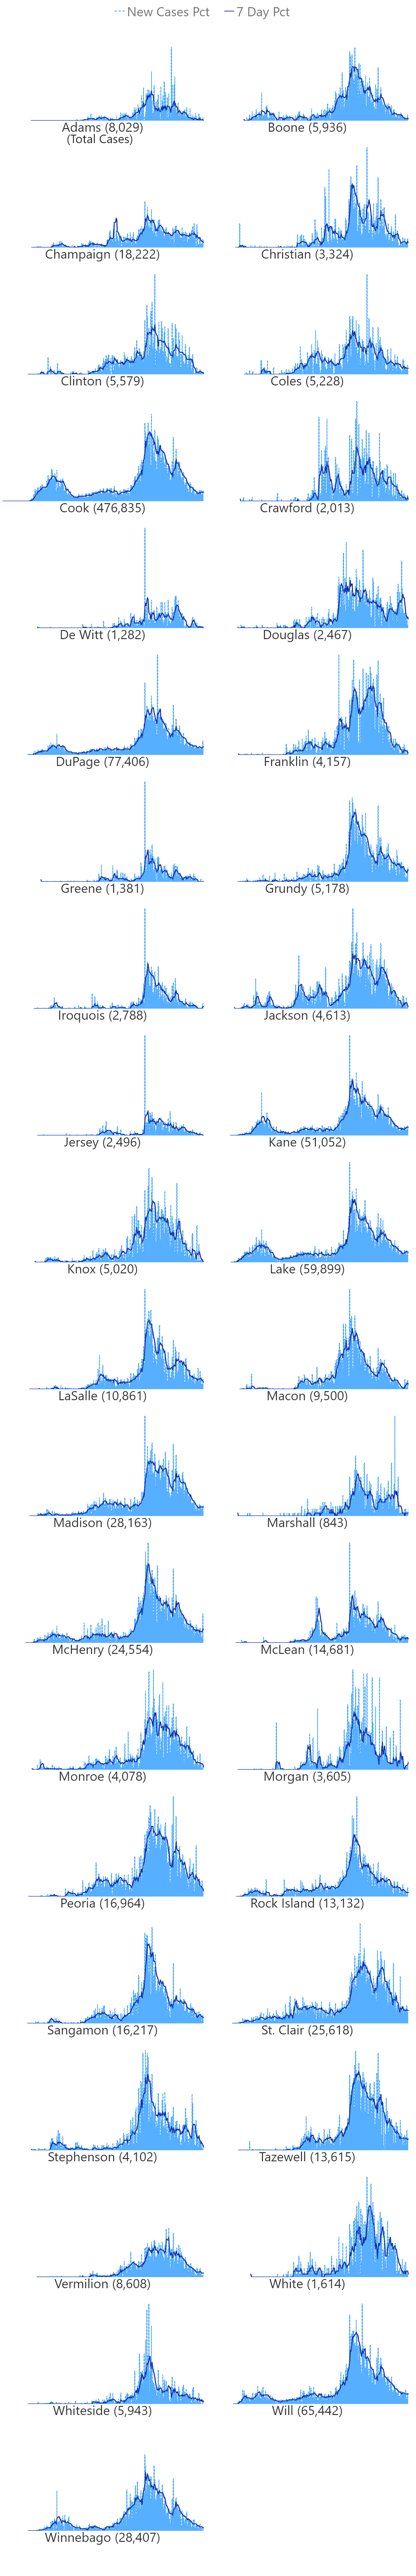 New Cases Pct 7 Day Pct
Adams (8,029) Boone (5,936)
(Total Cases)
Champaign (18,222) Christian (3,324)
Clinton (5,579) Coles (5,228)
Cook (476,835) Crawford (2,013)
De Witt (1,282) Douglas (2,467)
DuPage (77,406) Franklin (4,157)
Greene (1,381) Grundy (5,178)
Iroquois (2,788) Jackson (4,613)
Jersey (2,496) Kane (51,052)
Knox (5,020) Lake (59,899)
LaSalle (10,861) Macon (9,500)
Madison (28,163) Marshall (843)
McHenry (24,554) McLean (14,681)
Monroe (4,078) Morgan (3,605)
Peoria (16,964) Rock Island (13,132)
Sangamon (16,217) St. Clair (25,618)
Stephenson (4,102) Tazewell (13,615)
Vermilion (8,608) White (1,614)
Whiteside (5,943) Will (65,442)
Winnebago (28,407)